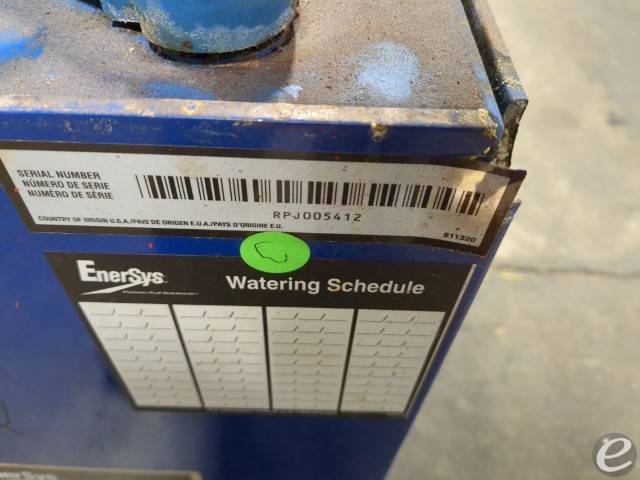 SERIAL NUMBER
NÚMERO DE SERIE
NUMÉRO DE SÉRIE
RPJ005412
COUNTRY OF ORIGIN U.S.A./PAIS DE ORIGEN E.U.A./PAYS D'ORIGINE E.U.
811320
EnerSys
Watering Schedule
EnerSys
e